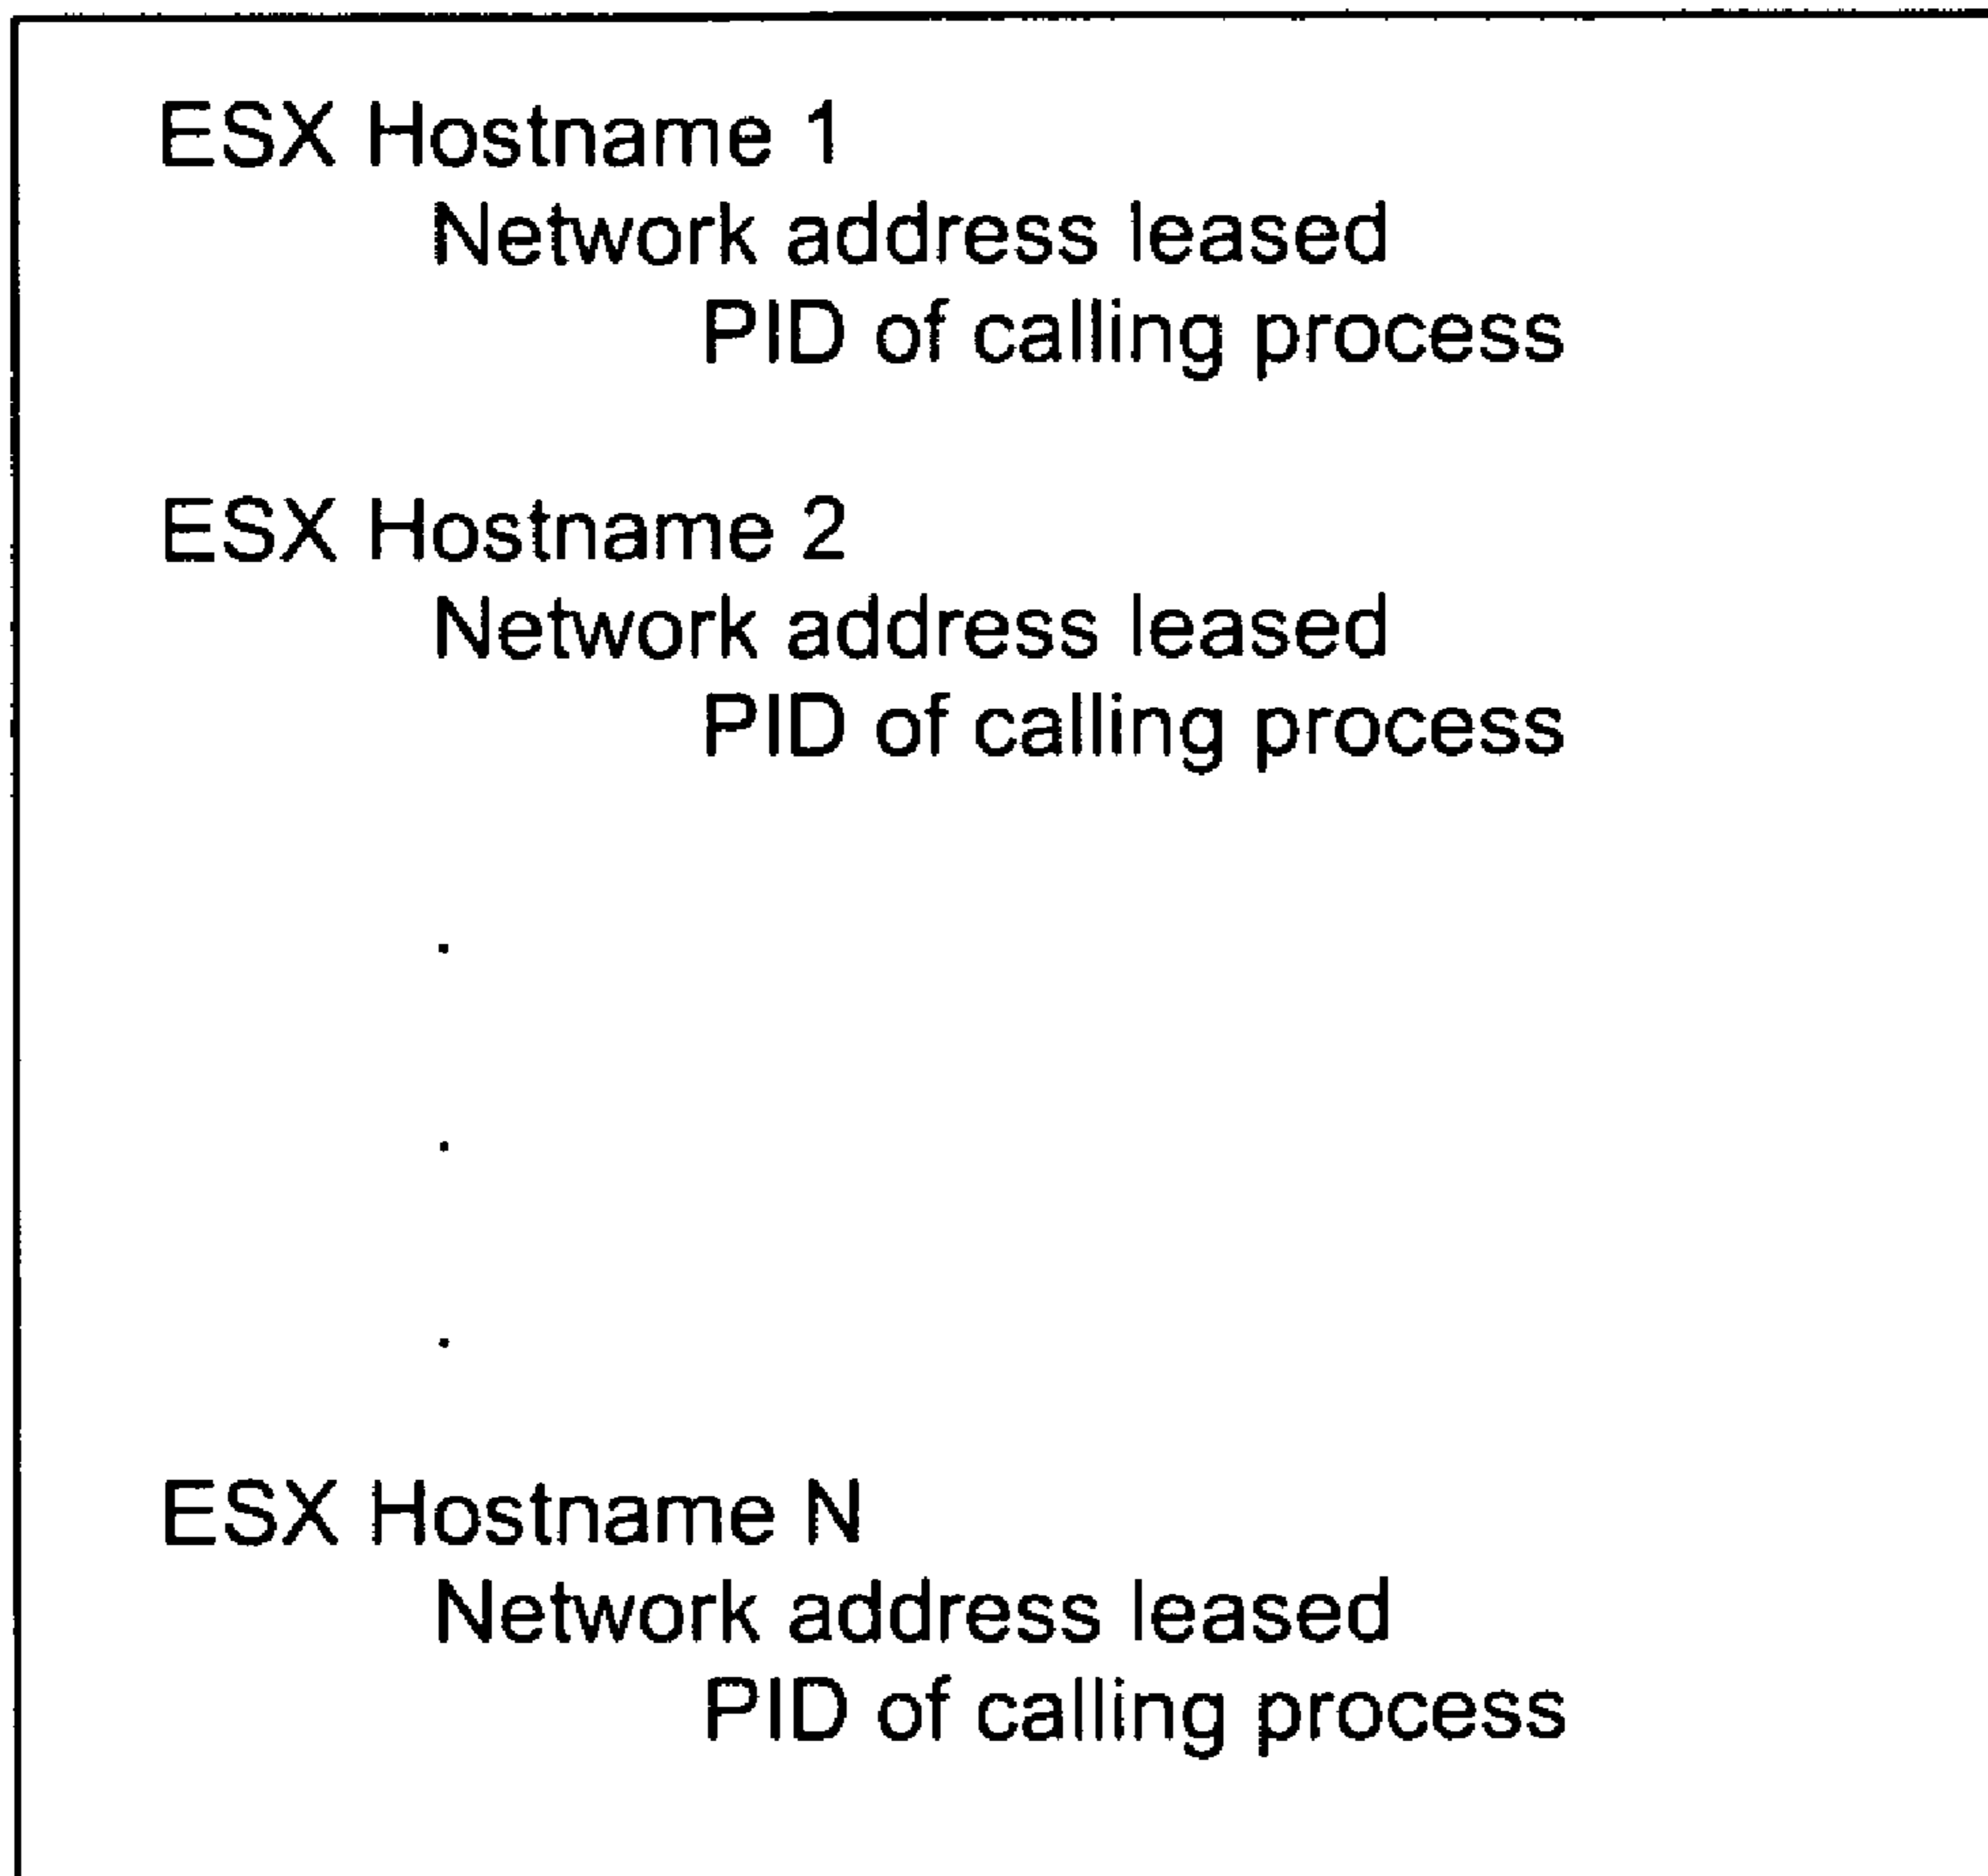 ESX Hostname 1
Network address leased
PID of calling process
ESX Hostname 2
Network address leased
PID of calling process
.
.
.
ESX Hostname N
Network address leased
PID of calling process